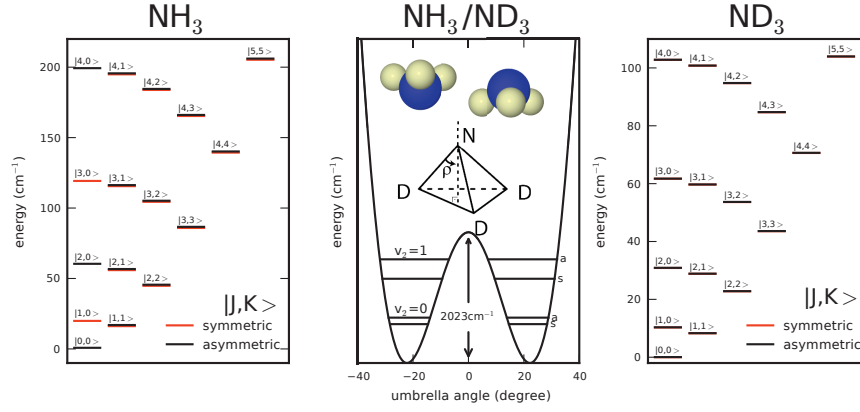 NH3
energy (cm−1)
200
150
100
50
0
|4,0>
|4,1>
|4,2>
|4,3>
|4,4>
|5,5>
|3,0>
|3,1>
|3,2>
|3,3>
|2,0>
|2,1>
|2,2>
|1,0>
|1,1>
|0,0>
|J,K>
symmetric
asymmetric
NH3/ND3
energy (cm−1)
N
ρ
D
D
D
v2=1
a
s
v2=0
a
s
2023cm−1
−40
−20
0
20
40
umbrella angle (degree)
ND3
energy (cm−1)
100
80
60
40
20
0
|4,0>
|4,1>
|4,2>
|4,3>
|4,4>
|5,5>
|3,0>
|3,1>
|3,2>
|3,3>
|2,0>
|2,1>
|2,2>
|1,0>
|1,1>
|0,0>
|J,K>
symmetric
asymmetric